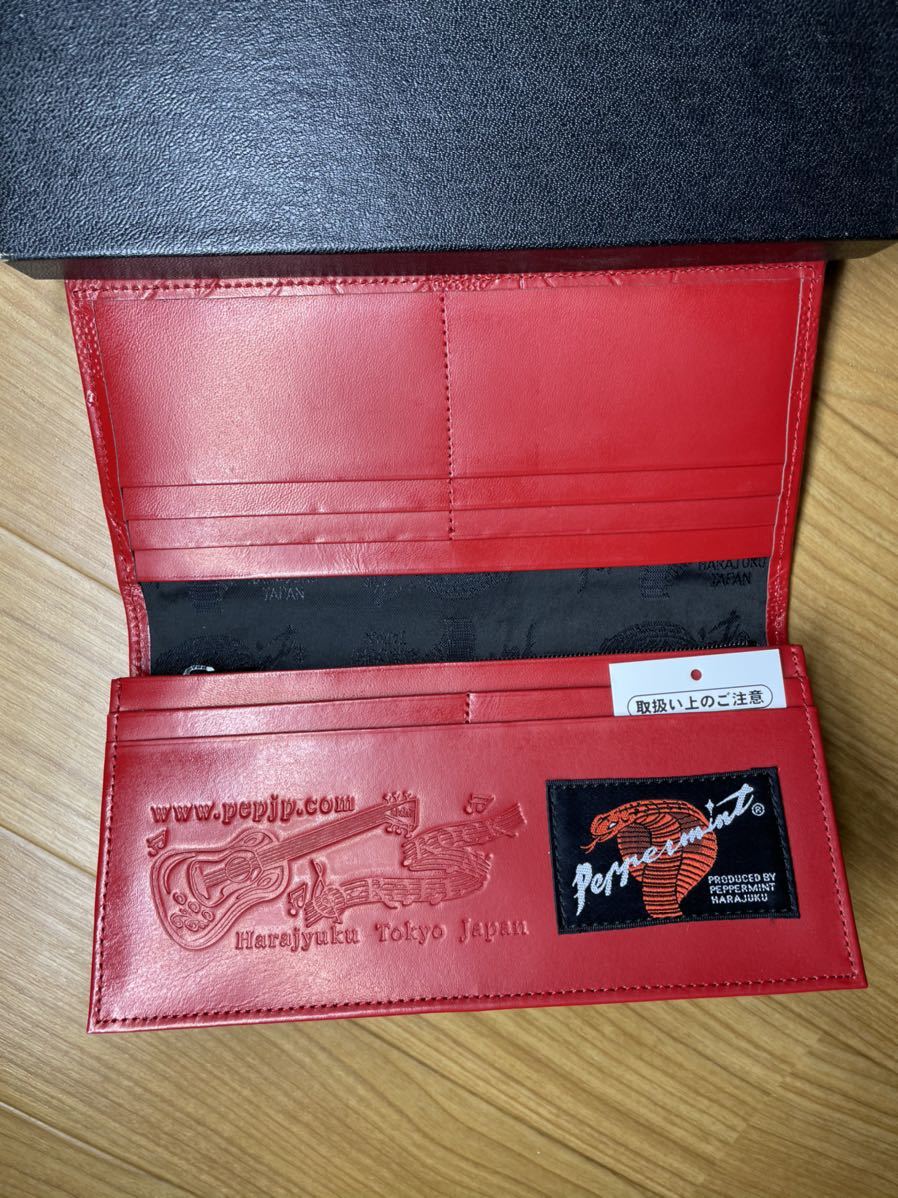 HARAJUKU
JAPAN
JAPAN
取扱い上のご注意
www.pepjp.com
Harajyuku Tokyo Japan
Peppermint®
PRODUCED BY
PEPPERMINT
HARAJUKU